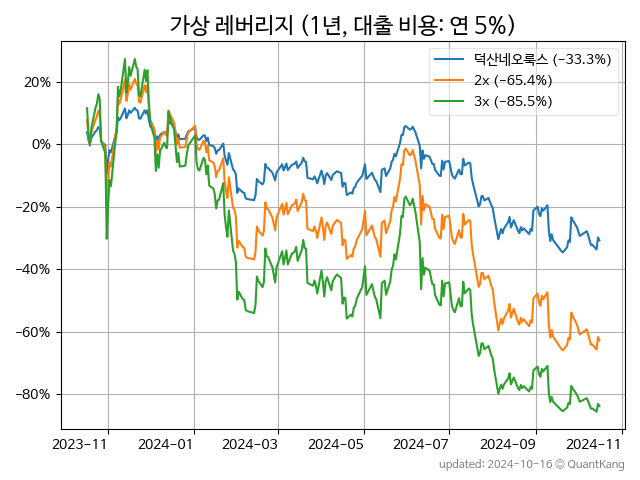 가상 레버리지 (1년, 대출 비용: 연 5%)
덕산네오룩스 (−33.3%)
2x (−65.4%)
3x (−85.5%)
20%
0%
−20%
−40%
−60%
−80%
2023-11 2024-01 2024-03 2024-05 2024-07 2024-09 2024-11
updated: 2024-10-16 © QuantKang